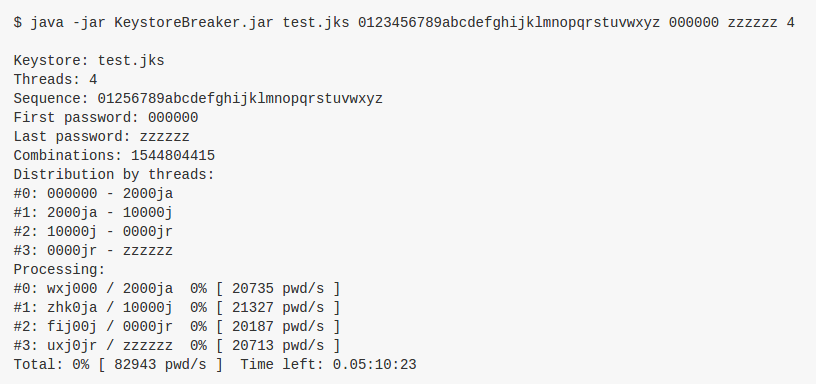 $ java -jar KeystoreBreaker.jar test.jks 0123456789abcdefghijklmnopqrstuvwxyz 000000 zzzzzz 4
Keystore: test.jks
Threads: 4
Sequence: 01256789abcdefghijklmnopqrstuvwxyz
First password: 000000
Last password: zzzzzz
Combinations: 1544804415
Distribution by threads:
#0: 000000 - 2000ja
#1: 2000ja - 10000j
#2: 10000j - 0000jr
#3: 0000jr - zzzzzz
Processing:
#0: wxj000 / 2000ja  0% [ 20735 pwd/s ]
#1: zhk0ja / 10000j  0% [ 21327 pwd/s ]
#2: fij00j / 0000jr  0% [ 20187 pwd/s ]
#3: uxj0jr / zzzzzz  0% [ 20713 pwd/s ]
Total: 0% [ 82943 pwd/s ]  Time left: 0.05:10:23